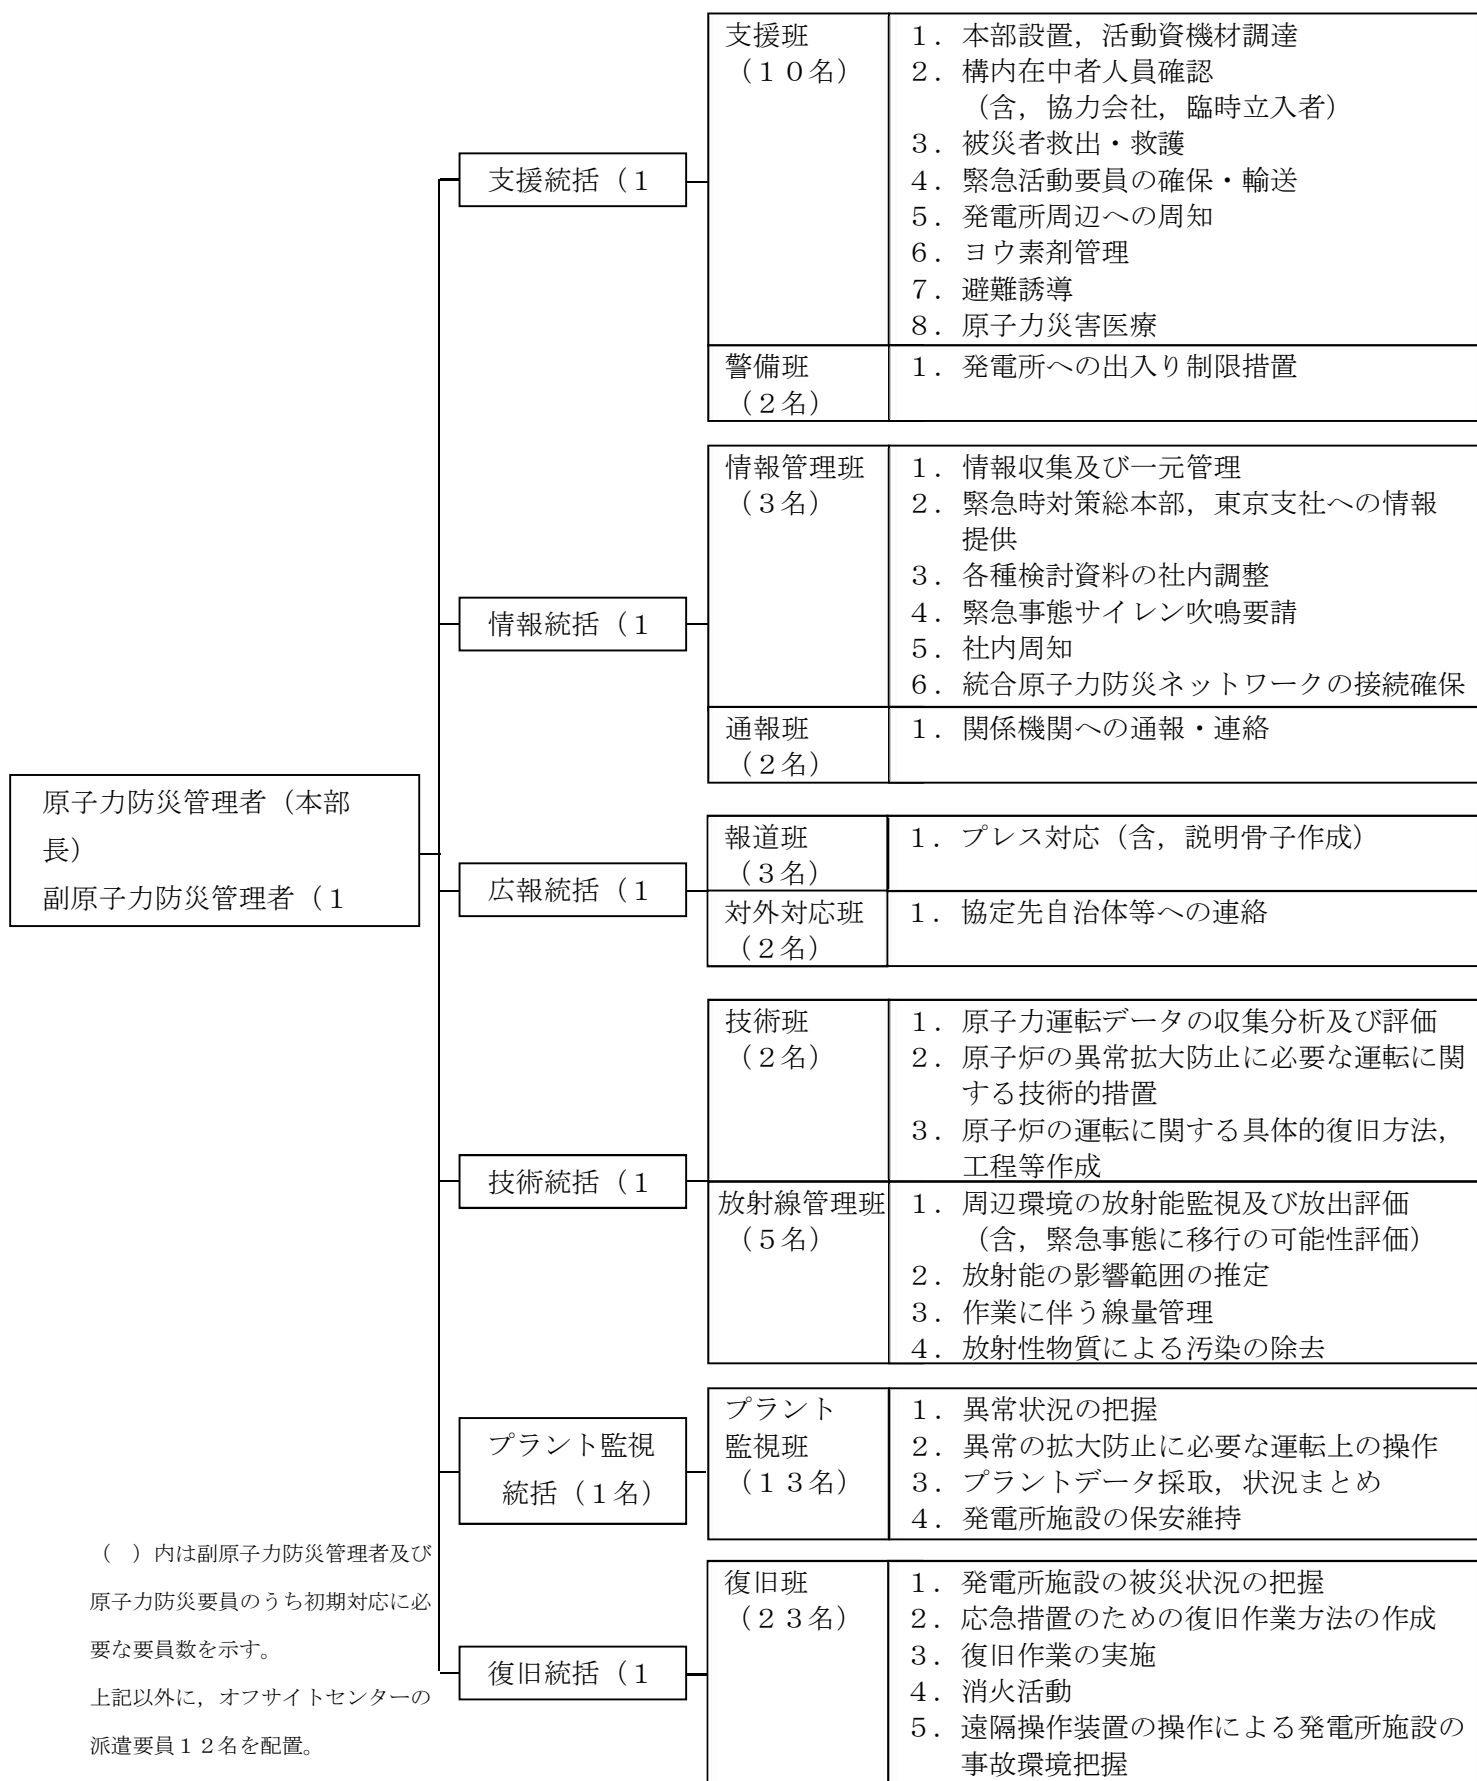 支援班
（１０名）
１．本部設置，活動資機材調達
２．構内在中者人員確認
（含，協力会社，臨時立入者）
３．被災者救出・救護
４．緊急活動要員の確保・輸送
５．発電所周辺への周知
６．ヨウ素剤管理
７．避難誘導
８．原子力災害医療
支援統括（１
警備班
（２名）
１．発電所への出入り制限措置
情報管理班
（３名）
１．情報収集及び一元管理
２．緊急時対策総本部，東京支社への情報
提供
３．各種検討資料の社内調整
４．緊急事態サイレン吹鳴要請
５．社内周知
６．統合原子力防災ネットワークの接続確保
情報統括（１
通報班
（２名）
１．関係機関への通報・連絡
原子力防災管理者（本部
長）
副原子力防災管理者（１
報道班
（３名）
１．プレス対応（含，説明骨子作成）
広報統括（１
対外対応班
（２名）
１．協定先自治体等への連絡
技術班
（２名）
１．原子力運転データの収集分析及び評価
２．原子炉の異常拡大防止に必要な運転に関
する技術的措置
３．原子炉の運転に関する具体的復旧方法，
工程等作成
技術統括（１
放射線管理班
（５名）
１．周辺環境の放射能監視及び放出評価
（含，緊急事態に移行の可能性評価）
２．放射能の影響範囲の推定
３．作業に伴う線量管理
４．放射性物質による汚染の除去
プラント監視
統括（１名）
プラント
監視班
（１３名）
１．異常状況の把握
２．異常の拡大防止に必要な運転上の操作
３．プラントデータ採取，状況まとめ
４．発電所施設の保安維持
復旧統括（１
復旧班
（２３名）
１．発電所施設の被災状況の把握
２．応急措置のための復旧作業方法の作成
３．復旧作業の実施
４．消火活動
５．遠隔操作装置の操作による発電所施設の
事故環境把握
（　）内は副原子力防災管理者及び
原子力防災要員のうち初期対応に必
要な要員数を示す。
上記以外に，オフサイトセンターの
派遣要員１２名を配置。